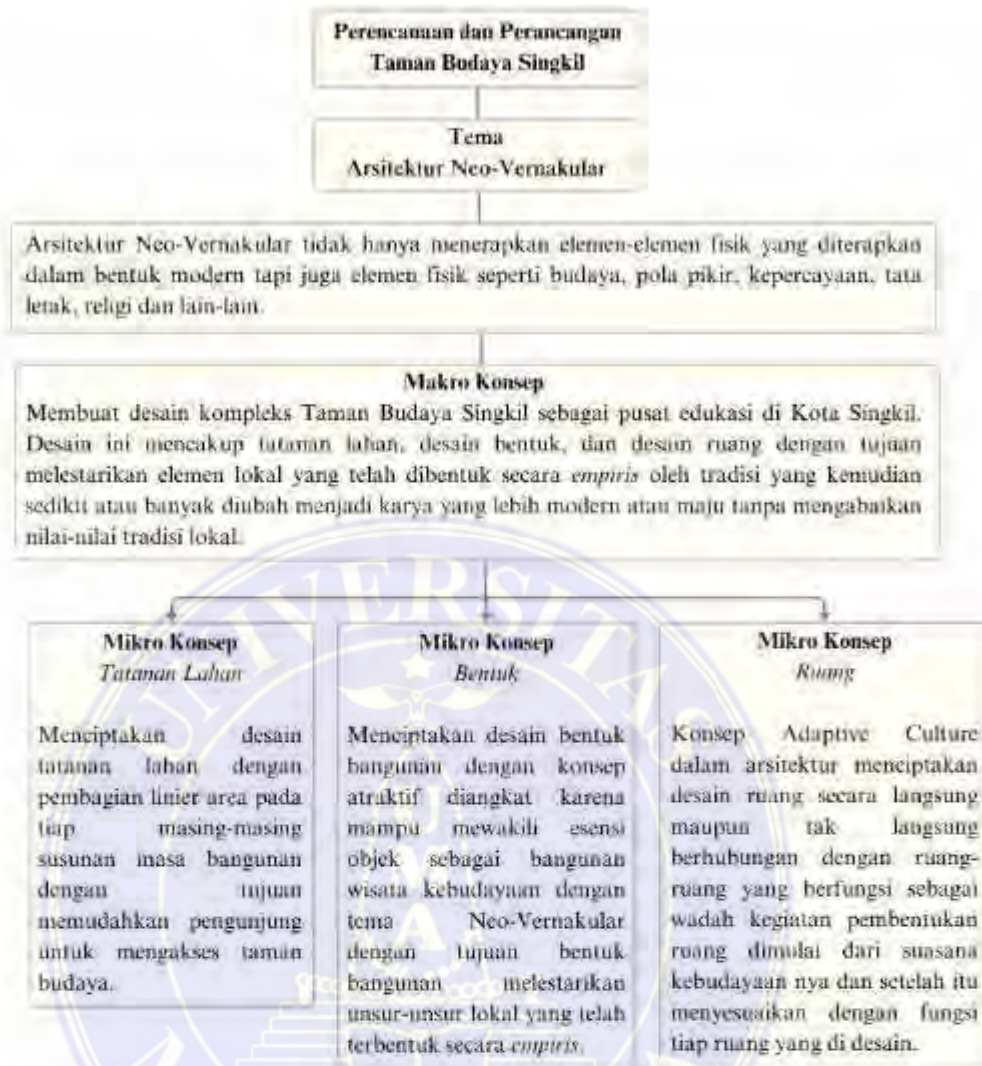 Perencanaan dan Perancangan
Taman Budaya Singkil
Tema
Arsitektur Neo-Vernakular
Arsitektur Neo-Vernakular tidak hanya menerapkan elemen-elemen fisik yang diterapkan
dalam bentuk modern tapi juga elemen fisik seperti budaya, pola pikir, kepercayaan, tata
letak, religi dan lain-lain.
Makro Konsep
Membuat desain kompleks Taman Budaya Singkil sebagai pusat edukasi di Kota Singkil.
Desain ini mencakup tatanan lahan, desain bentuk, dan desain ruang dengan tujuan
melestarikan elemen lokal yang telah dibentuk secara empiris oleh tradisi yang kemudian
sedikit atau banyak diubah menjadi karya yang lebih modern atau maju tanpa mengabaikan
nilai-nilai tradisi lokal.
Mikro Konsep
Tatanan Lahan
Menciptakan desain
tatanan lahan dengan
pembagian linier area pada
tiap masing-masing
susunan masa bangunan
dengan tujuan
memudahkan pengunjung
untuk mengakses taman
budaya.
Mikro Konsep
Bentuk
Menciptakan desain bentuk
bangunan dengan konsep
atraktif diangkat karena
mampu mewakili esensi
objek sebagai bangunan
wisata kebudayaan dengan
tema Neo-Vernakular
dengan tujuan bentuk
bangunan melestarikan
unsur-unsur lokal yang telah
terbentuk secara empiris.
Mikro Konsep
Ruang
Konsep Adaptive Culture
dalam arsitektur menciptakan
desain ruang secara langsung
maupun tak langsung
berhubungan dengan ruang-
ruang yang berfungsi sebagai
wadah kegiatan pembentukan
ruang dimulai dari suasana
kebudayaan nya dan setelah itu
menyesuaikan dengan fungsi
tiap ruang yang di desain.
UNIVERSITAS